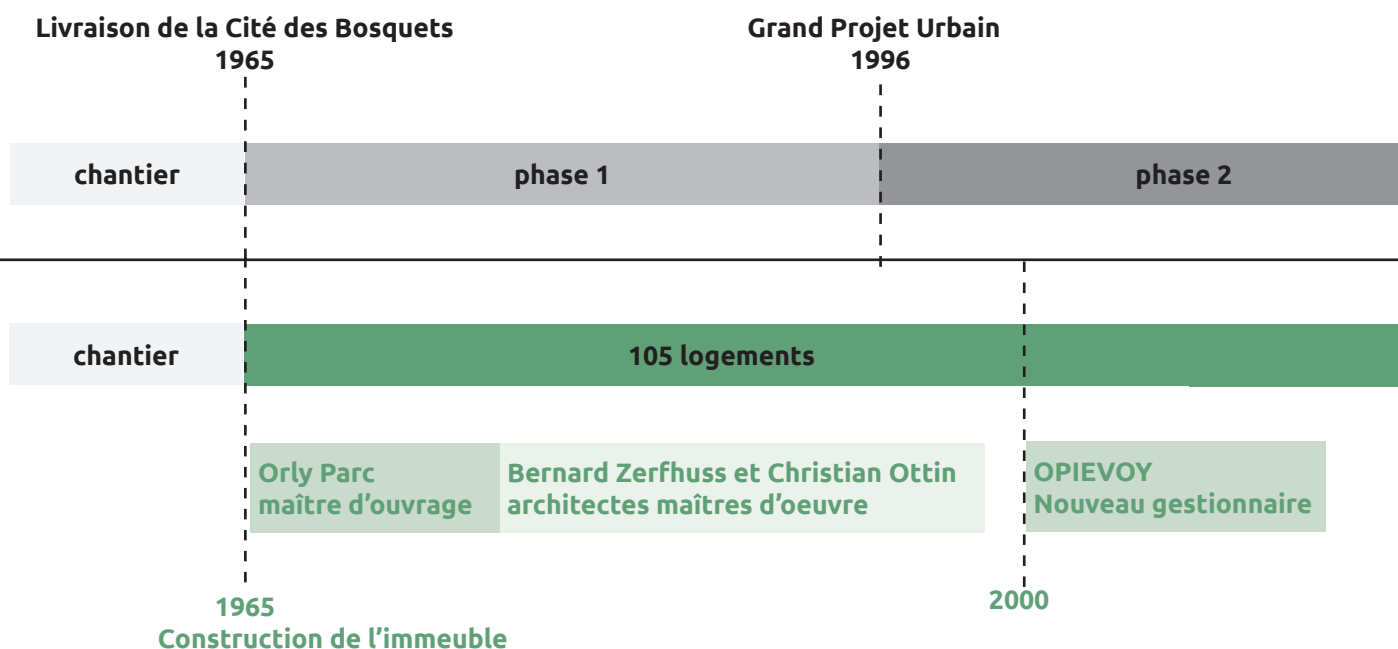 Livraison de la Cité des Bosquets
1965
Grand Projet Urbain
1996
chantier
phase 1
phase 2
chantier
105 logements
Orly Parc
maître d’ouvrage
Bernard Zerfhuss et Christian Ottin
architectes maîtres d’oeuvre
OPIEVOY
Nouveau gestionnaire
1965
Construction de l’immeuble
2000